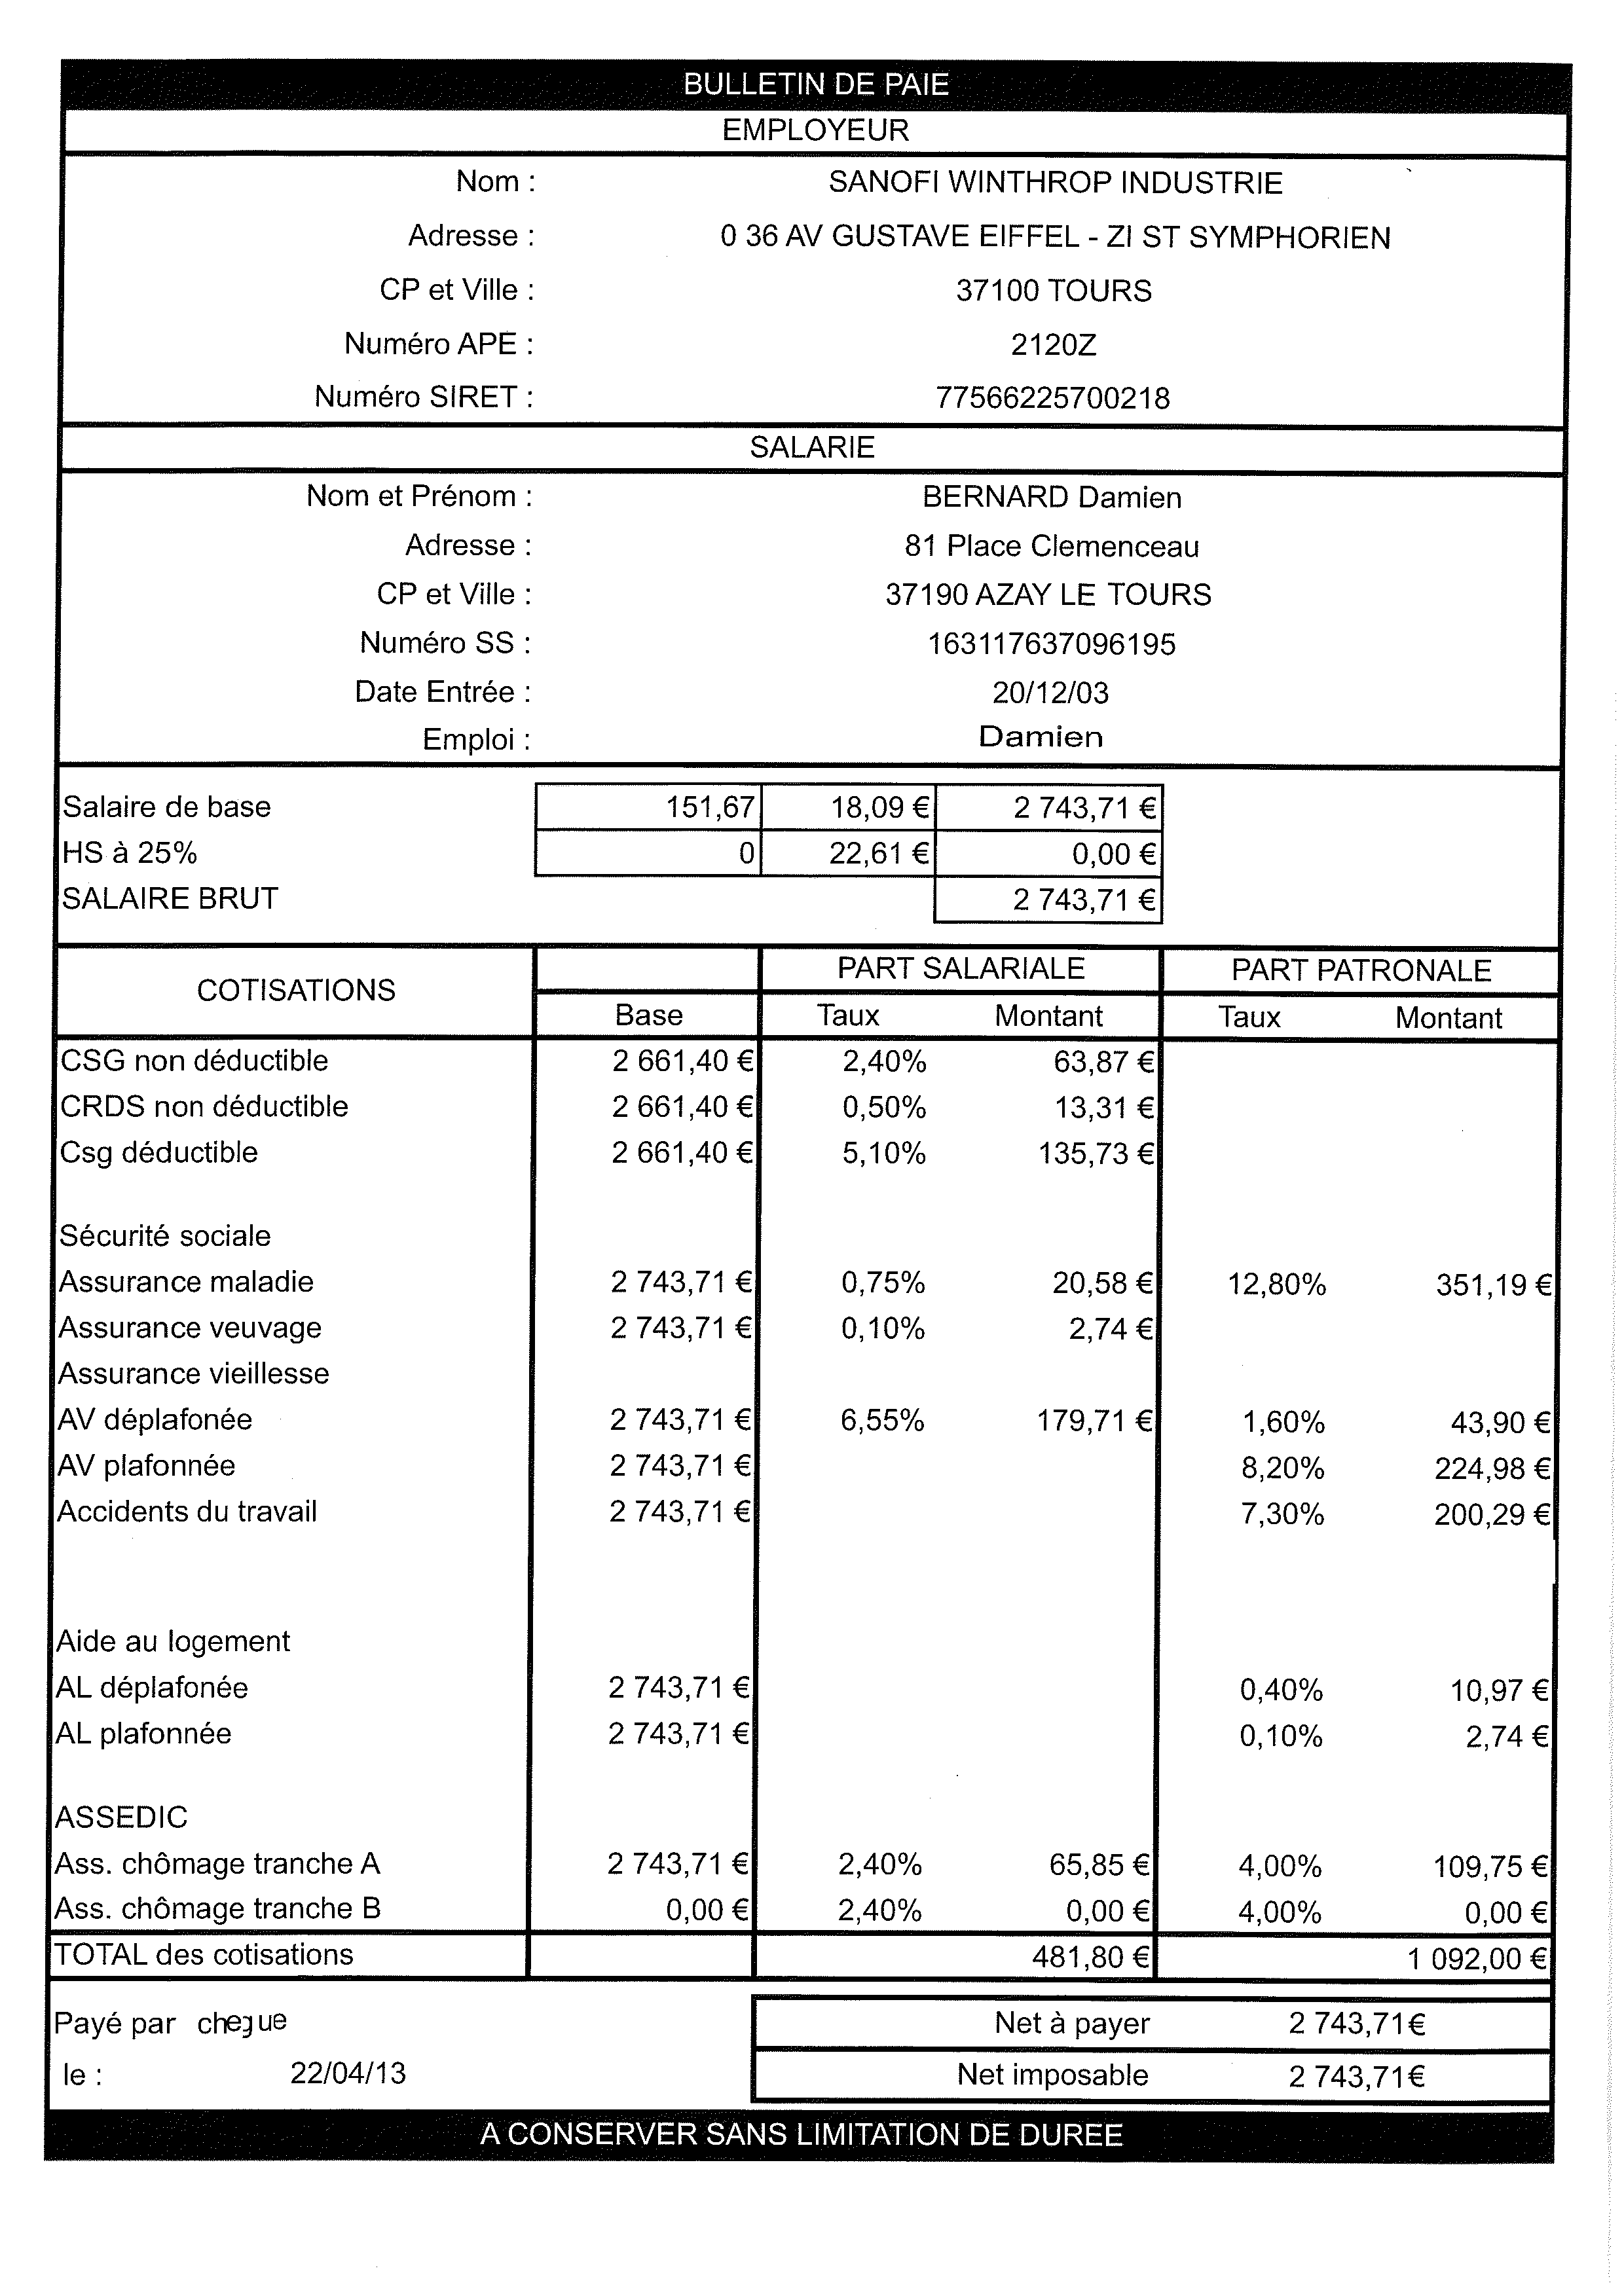 BULLETIN DE PAIE
EMPLOYEUR
Nom : SANOFI WINTHROP INDUSTRIE
Adresse : 0 36 AV GUSTAVE EIFFEL - ZI ST SYMPHORIEN
CP et Ville : 37100 TOURS
Numéro APE : 2120Z
Numéro SIRET : 77566225700218
SALARIE
Nom et Prénom : BERNARD Damien
Adresse : 81 Place Clemenceau
CP et Ville : 37190 AZAY LE TOURS
Numéro SS : 163117637096195
Date Entrée : 20/12/03
Emploi : Damien
Salaire de base 151,67 18,09 € 2 743,71 €
HS à 25% 0 22,61 € 0,00 €
SALAIRE BRUT 2 743,71 €
COTISATIONS PART SALARIALE PART PATRONALE
Base Taux Montant Taux Montant
CSG non déductible 2 661,40 € 2,40% 63,87 €
CRDS non déductible 2 661,40 € 0,50% 13,31 €
Csg déductible 2 661,40 € 5,10% 135,73 €
Sécurité sociale
Assurance maladie 2 743,71 € 0,75% 20,58 € 12,80% 351,19 €
Assurance veuvage 2 743,71 € 0,10% 2,74 €
Assurance vieillesse
AV déplafonée 2 743,71 € 6,55% 179,71 € 1,60% 43,90 €
AV plafonnée 2 743,71 € 8,20% 224,98 €
Accidents du travail 2 743,71 € 7,30% 200,29 €
Aide au logement
AL déplafonée 2 743,71 € 0,40% 10,97 €
AL plafonnée 2 743,71 € 0,10% 2,74 €
ASSEDIC
Ass. chômage tranche A 2 743,71 € 2,40% 65,85 € 4,00% 109,75 €
Ass. chômage tranche B 0,00 € 2,40% 0,00 € 4,00% 0,00 €
TOTAL des cotisations 481,80 € 1 092,00 €
Payé par cheque Net à payer 2 743,71€
le : 22/04/13 Net imposable 2 743,71€
A CONSERVER SANS LIMITATION DE DUREE